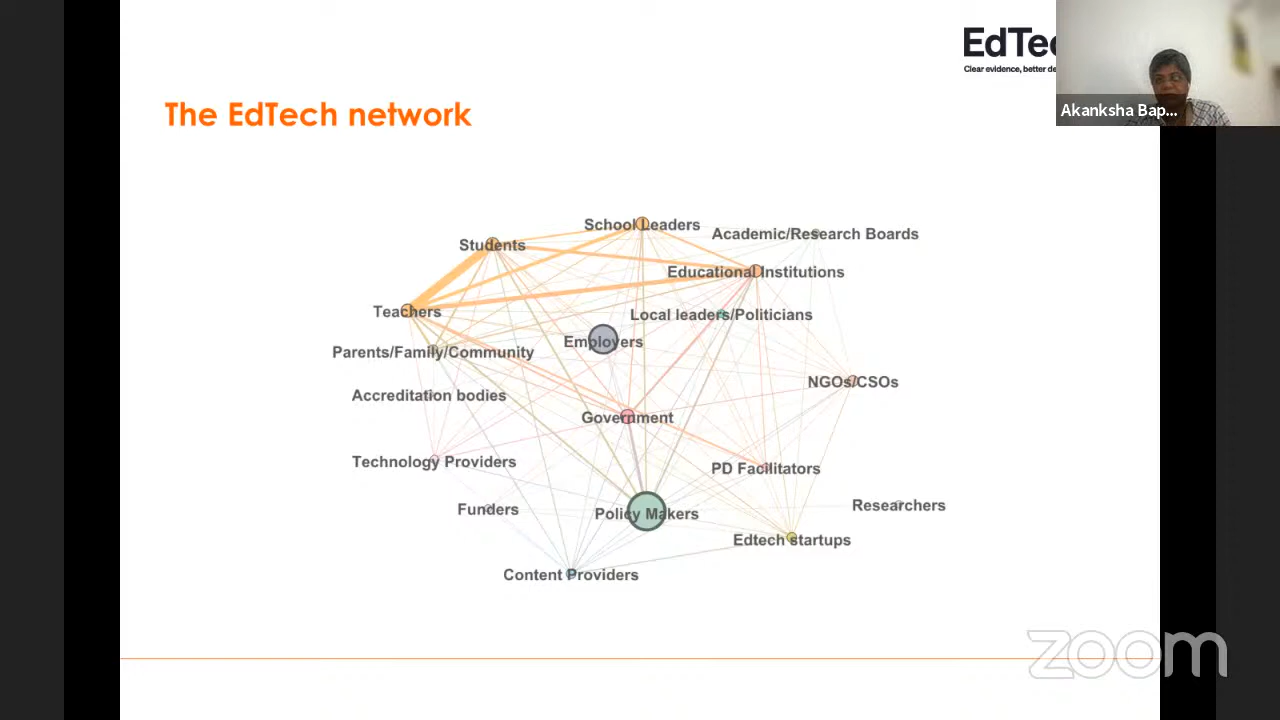 EdTec
Clear evidence, better de
Akanksha Bap...
The EdTech network
School Leaders
Academic/Research Boards
Students
Educational Institutions
Teachers
Local leaders/Politicians
Employers
Parents/Family/Community
NGOs/CSOs
Accreditation bodies
Government
Technology Providers
PD Facilitators
Researchers
Funders
Policy Makers
Edtech startups
Content Providers
zoom